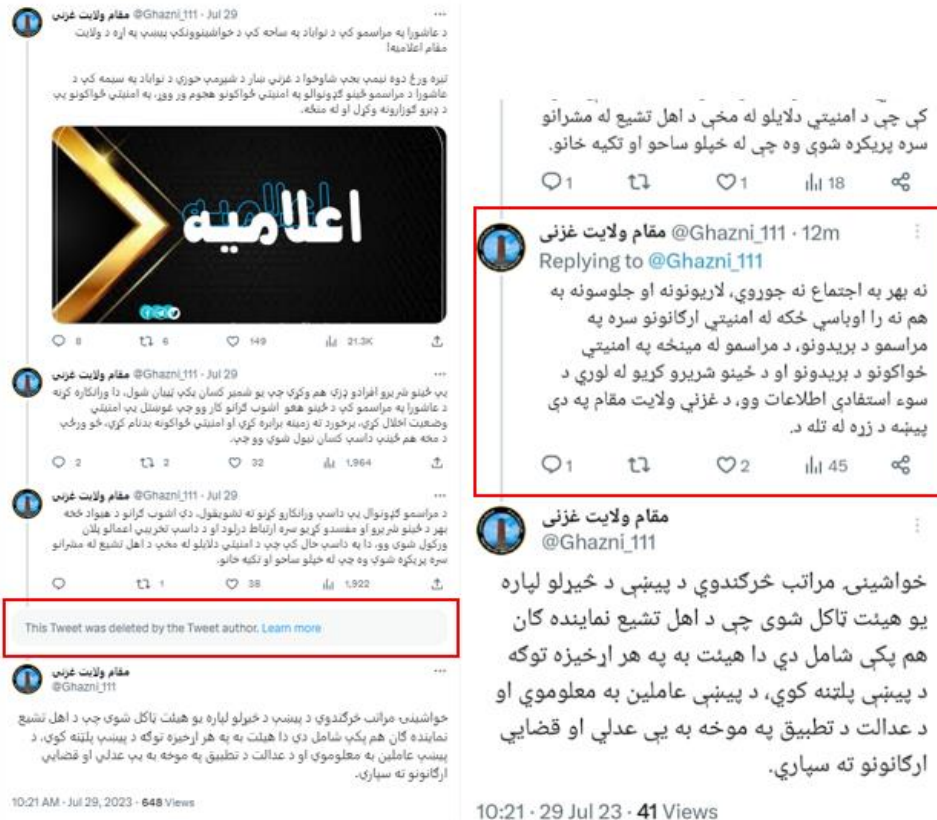 مقام ولایت غزنی @Ghazni_111 · Jul 29
د عاشورا په مراسمو کې د نواباد په ساحه کې د خواشینوونکې پیښې په اړه د ولایت
مقام اعلامیه!
تیره ورځ دوه نیمې بجې شاوخوا د غزني ښار د شپږمې حوزې د نواباد په سیمه کې د
عاشورا د مراسمو ځینو ګډونوالو په امنیتي ځواکونو هجوم ور ووړ، په امنیتي ځواکونو یې
د ډبرو ګوزارونه وکړل او له منځه.
اعلامیه
8 6 149 21.3K
مقام ولایت غزنی @Ghazni_111 · Jul 29
یې ځینو شریرو افرادو ډزې هم وکړې چې یو شمیر کسان پکې ټپیان شول، دا ورانکاره کړنه
د عاشورا په مراسمو کې د ځینو هغو اشوب ګرانو کار وو چې غوښتل یې امنیتي
وضعیت اخلال کړي، برخورد ته زمینه برابره کړي او امنیتي ځواکونه بدنام کړي، څو ورځې
د مخه هم ځینې داسې کسان نیول شوي وو چې.
2 2 32 1,964
مقام ولایت غزنی @Ghazni_111 · Jul 29
د مراسمو ګډونوال یې داسې ورانکارو کړنو ته تشویقول، دې اشوب ګرانو د هیواد څخه
بهر د ځینو شریرو او مفسدو کړیو سره ارتباط درلود او د داسې تخریبي اعمالو پلان
ورکول شوی وو، دا په داسې حال کې چې د امنیتي دلایلو له مخې د اهل تشیع له مشرانو
سره پریکړه شوې وه چې له خپلو ساحو او تکیه خانو.
1 38 1,922
This Tweet was deleted by the Tweet author. Learn more
مقام ولایت غزنی
@Ghazni_111
خواشینۍ مراتب څرګندوي د پیښې د څیړلو لپاره یو هیئت ټاکل شوی چې د اهل تشیع
نماینده ګان هم پکې شامل دي دا هیئت به په هر اړخیزه توګه د پیښې پلټنه کوي، د
پیښې عاملین به معلوموي او د عدالت د تطبیق په موخه به یې عدلي او قضایي
ارګانونو ته سپاري.
10:21 AM · Jul 29, 2023 · 648 Views
کې چې د امنیتي دلایلو له مخې د اهل تشیع له مشرانو
سره پریکړه شوې وه چې له خپلو ساحو او تکیه خانو.
1 1 18
مقام ولایت غزنی @Ghazni_111 · 12m
Replying to @Ghazni_111
نه بهر به اجتماع نه جوړوي، لاریونونه او جلوسونه به
هم نه را اوباسي ځکه له امنیتي ارګانونو سره په
مراسمو د بریدونو، د مراسمو له مینځه په امنیتي
ځواکونو د بریدونو او د ځینو شریرو کړیو له لوري د
سوء استفادې اطلاعات وو، د غزني ولایت مقام په دې
پیښه د زړه له تله د.
1 2 45
مقام ولایت غزنی
@Ghazni_111
خواشینۍ مراتب څرګندوي د پیښې د څیړلو لپاره
یو هیئت ټاکل شوی چې د اهل تشیع نماینده ګان
هم پکې شامل دي دا هیئت به په هر اړخیزه توګه
د پیښې پلټنه کوي، د پیښې عاملین به معلوموي او
د عدالت د تطبیق په موخه به یې عدلي او قضایي
ارګانونو ته سپاري.
10:21 · 29 Jul 23 · 41 Views